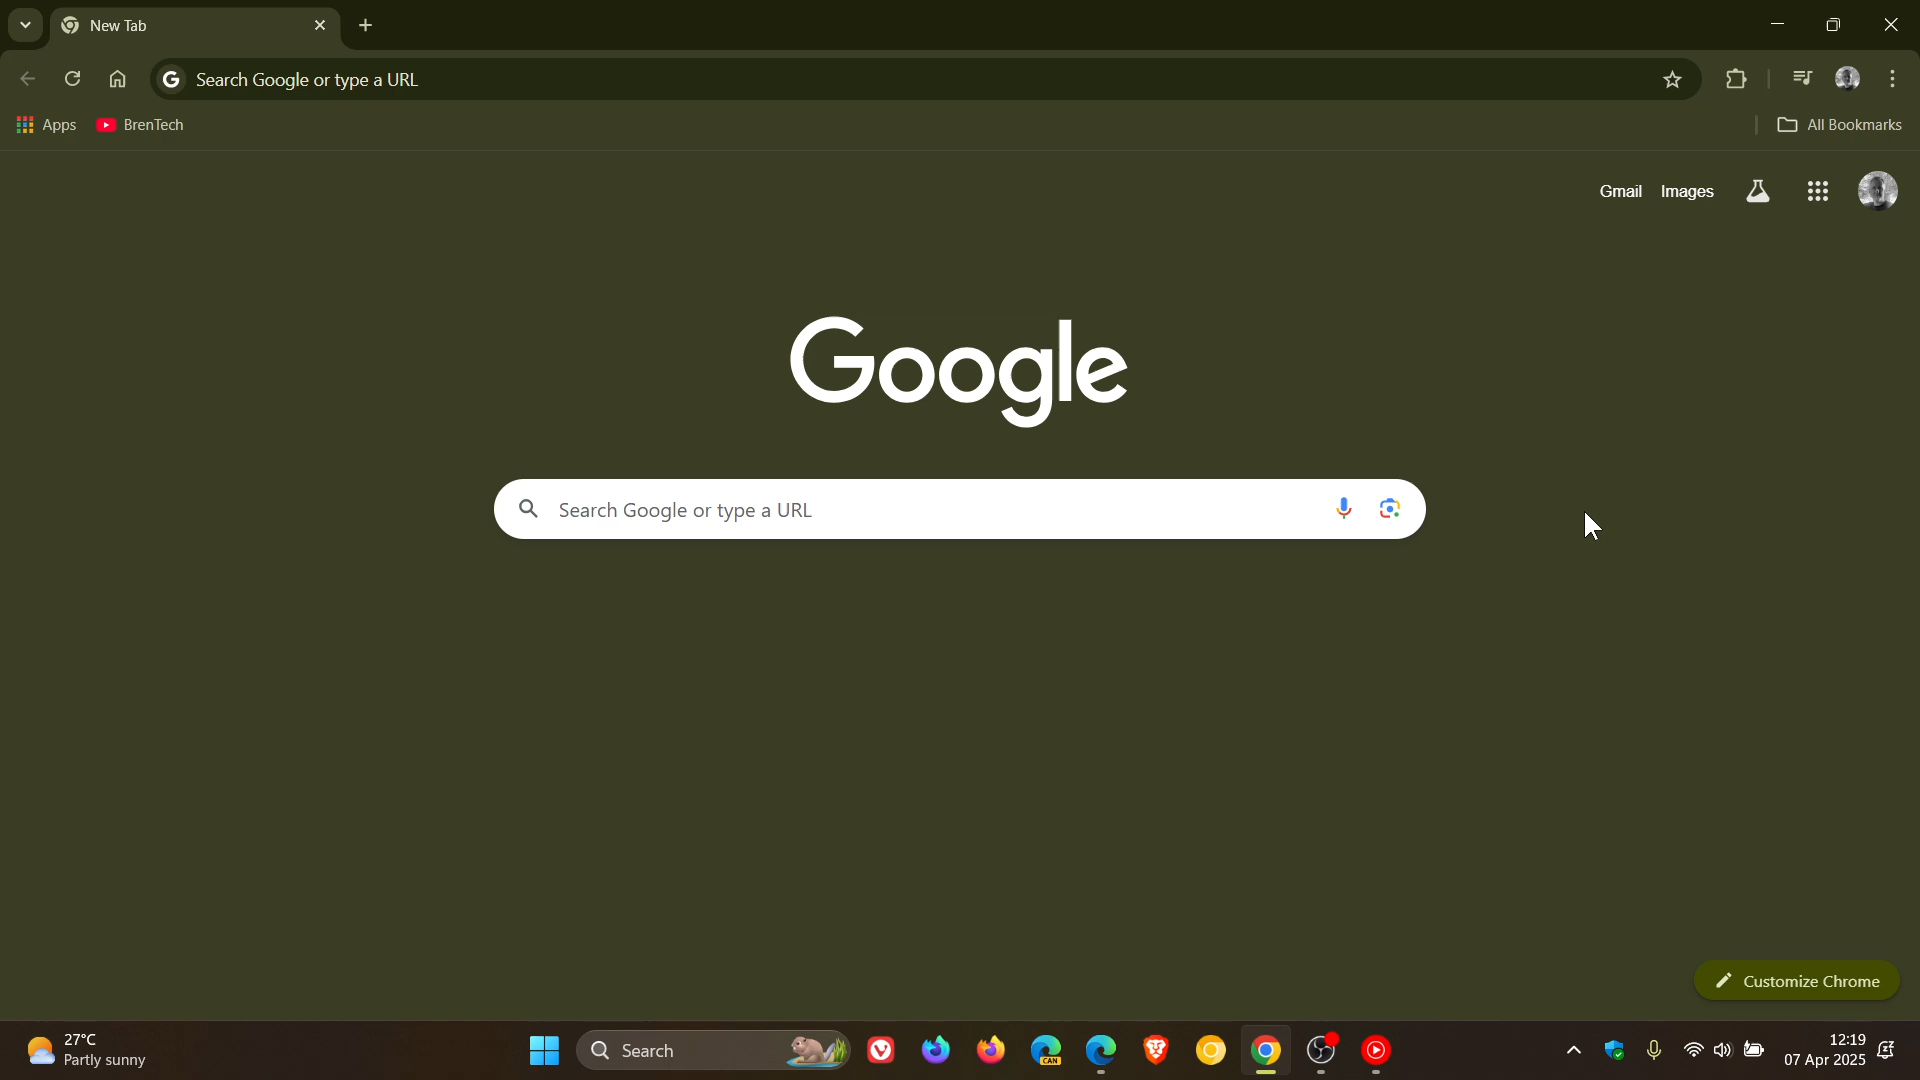 New Tab
Search Google or type a URL
Apps
BrenTech
All Bookmarks
Gmail
Images
Google
Search Google or type a URL
Customize Chrome
27°C
Partly sunny
Search
CAN
12:19
07 Apr 2025